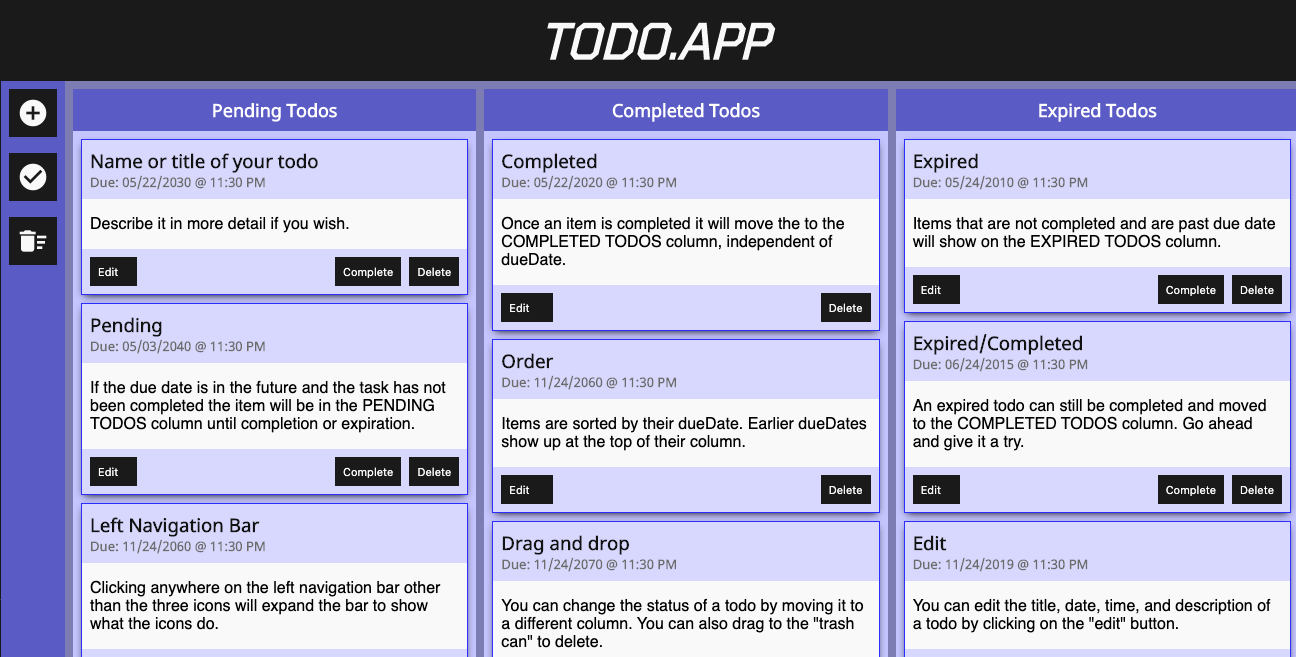 TODO.APP
Pending Todos
Name or title of your todo
Due: 05/22/2030 @ 11:30 PM
Describe it in more detail if you wish.
Edit Complete Delete
Pending
Due: 05/03/2040 @ 11:30 PM
If the due date is in the future and the task has not
been completed the item will be in the PENDING
TODOS column until completion or expiration.
Edit Complete Delete
Left Navigation Bar
Due: 11/24/2060 @ 11:30 PM
Clicking anywhere on the left navigation bar other
than the three icons will expand the bar to show
what the icons do.
Completed Todos
Completed
Due: 05/22/2020 @ 11:30 PM
Once an item is completed it will move the to the
COMPLETED TODOS column, independent of
dueDate.
Edit Delete
Order
Due: 11/24/2060 @ 11:30 PM
Items are sorted by their dueDate. Earlier dueDates
show up at the top of their column.
Edit Delete
Drag and drop
Due: 11/24/2070 @ 11:30 PM
You can change the status of a todo by moving it to
a different column. You can also drag to the "trash
can" to delete.
Expired Todos
Expired
Due: 05/24/2010 @ 11:30 PM
Items that are not completed and are past due date
will show on the EXPIRED TODOS column.
Edit Complete Delete
Expired/Completed
Due: 06/24/2015 @ 11:30 PM
An expired todo can still be completed and moved
to the COMPLETED TODOS column. Go ahead
and give it a try.
Edit Complete Delete
Edit
Due: 11/24/2019 @ 11:30 PM
You can edit the title, date, time, and description of
a todo by clicking on the "edit" button.